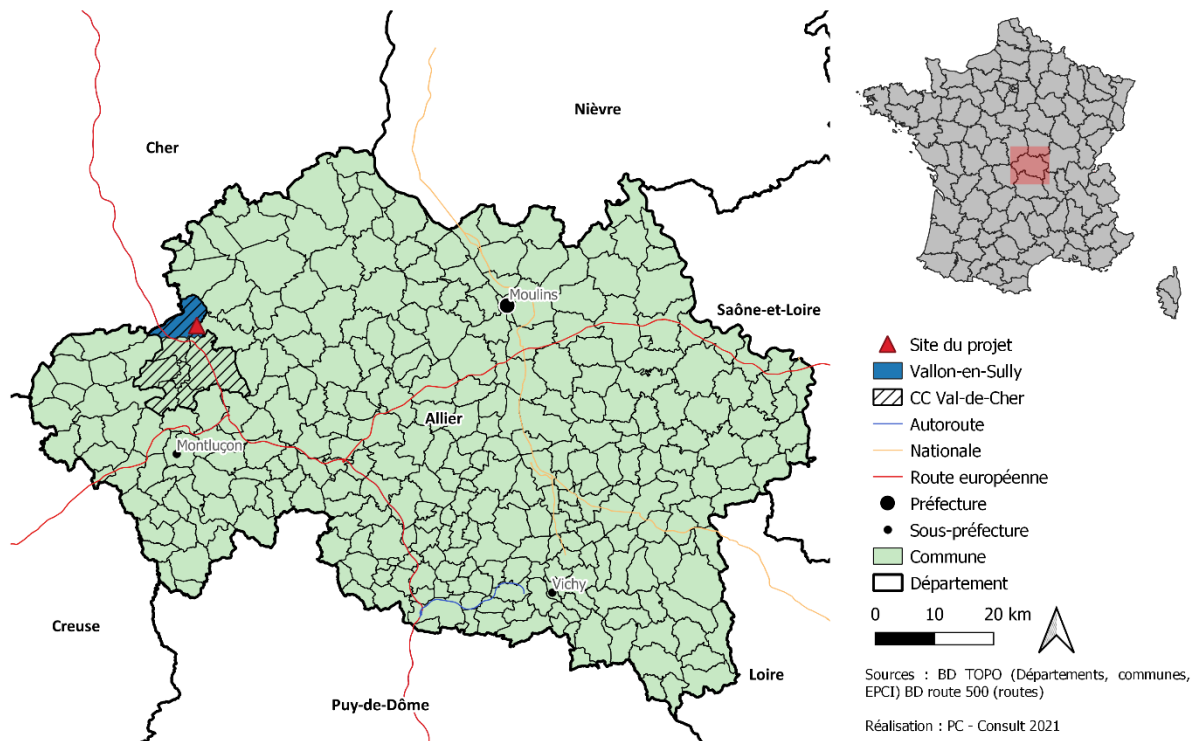 Nièvre
Cher
Moulins
Saône-et-Loire
Allier
Montluçon
Vichy
Creuse
Loire
Puy-de-Dôme
Site du projet
Vallon-en-Sully
CC Val-de-Cher
Autoroute
Nationale
Route européenne
Préfecture
Sous-préfecture
Commune
Département
0 10 20 km
Sources : BD TOPO (Départements, communes,
EPCI) BD route 500 (routes)
Réalisation : PC - Consult 2021